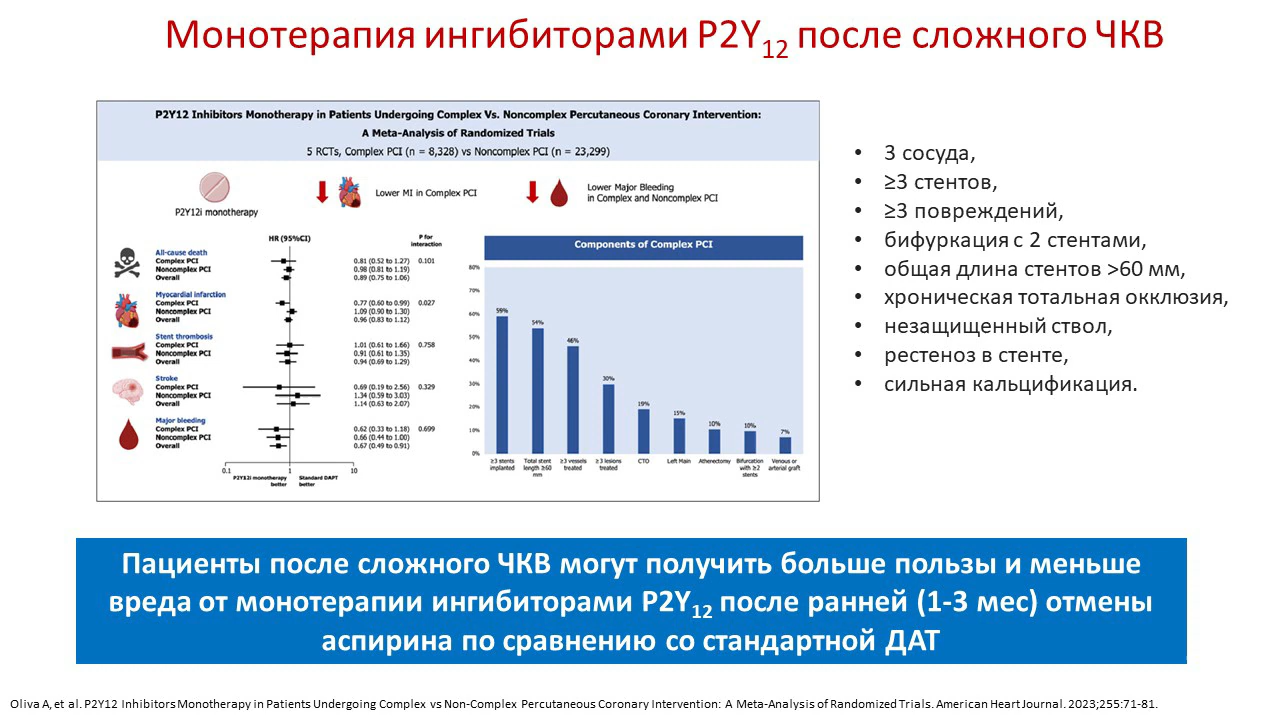 Монотерапия ингибиторами P2Y12 после сложного ЧКВ
P2Y12 Inhibitors Monotherapy in Patients Undergoing Complex Vs. Noncomplex Percutaneous Coronary Intervention:
A Meta-Analysis of Randomized Trials
5 RCTs, Complex PCI (n = 8,328) vs Noncomplex PCI (n = 23,299)
P2Y12i monotherapy
Lower MI in Complex PCI
Lower Major Bleeding
in Complex and Noncomplex PCI
HR (95%CI)
P for
interaction
All-cause death
Complex PCI 0.81 (0.52 to 1.27) 0.101
Noncomplex PCI 0.98 (0.81 to 1.19)
Overall 0.89 (0.75 to 1.06)
Myocardial infarction
Complex PCI 0.77 (0.60 to 0.99) 0.027
Noncomplex PCI 1.09 (0.90 to 1.30)
Overall 0.96 (0.83 to 1.12)
Stent thrombosis
Complex PCI 1.01 (0.61 to 1.66) 0.758
Noncomplex PCI 0.91 (0.61 to 1.35)
Overall 0.94 (0.69 to 1.29)
Stroke
Complex PCI 0.69 (0.19 to 2.56) 0.329
Noncomplex PCI 1.34 (0.59 to 3.03)
Overall 1.14 (0.63 to 2.07)
Major bleeding
Complex PCI 0.62 (0.33 to 1.18) 0.699
Noncomplex PCI 0.66 (0.44 to 1.00)
Overall 0.67 (0.49 to 0.91)
0.1 1 10
P2Y12i monotherapy
better
Standard DAPT
better
Components of Complex PCI
80%
70%
60%
50%
40%
30%
20%
10%
0%
59%
54%
46%
30%
19%
15%
10%
10%
7%
≥3 stents
implanted
Total stent
length ≥60
mm
≥3 vessels
treated
≥3 lesions
treated
CTO
Left Main
Atherectomy
Bifurcation
with ≥2
stents
Venous or
arterial graft
• 3 сосуда,
• ≥3 стентов,
• ≥3 повреждений,
• бифуркация с 2 стентами,
• общая длина стентов >60 мм,
• хроническая тотальная окклюзия,
• незащищенный ствол,
• рестеноз в стенте,
• сильная кальцификация.
Пациенты после сложного ЧКВ могут получить больше пользы и меньше
вреда от монотерапии ингибиторами P2Y12 после ранней (1-3 мес) отмены
аспирина по сравнению со стандартной ДАТ
Oliva A, et al. P2Y12 Inhibitors Monotherapy in Patients Undergoing Complex vs Non-Complex Percutaneous Coronary Intervention: A Meta-Analysis of Randomized Trials. American Heart Journal. 2023;255:71-81.